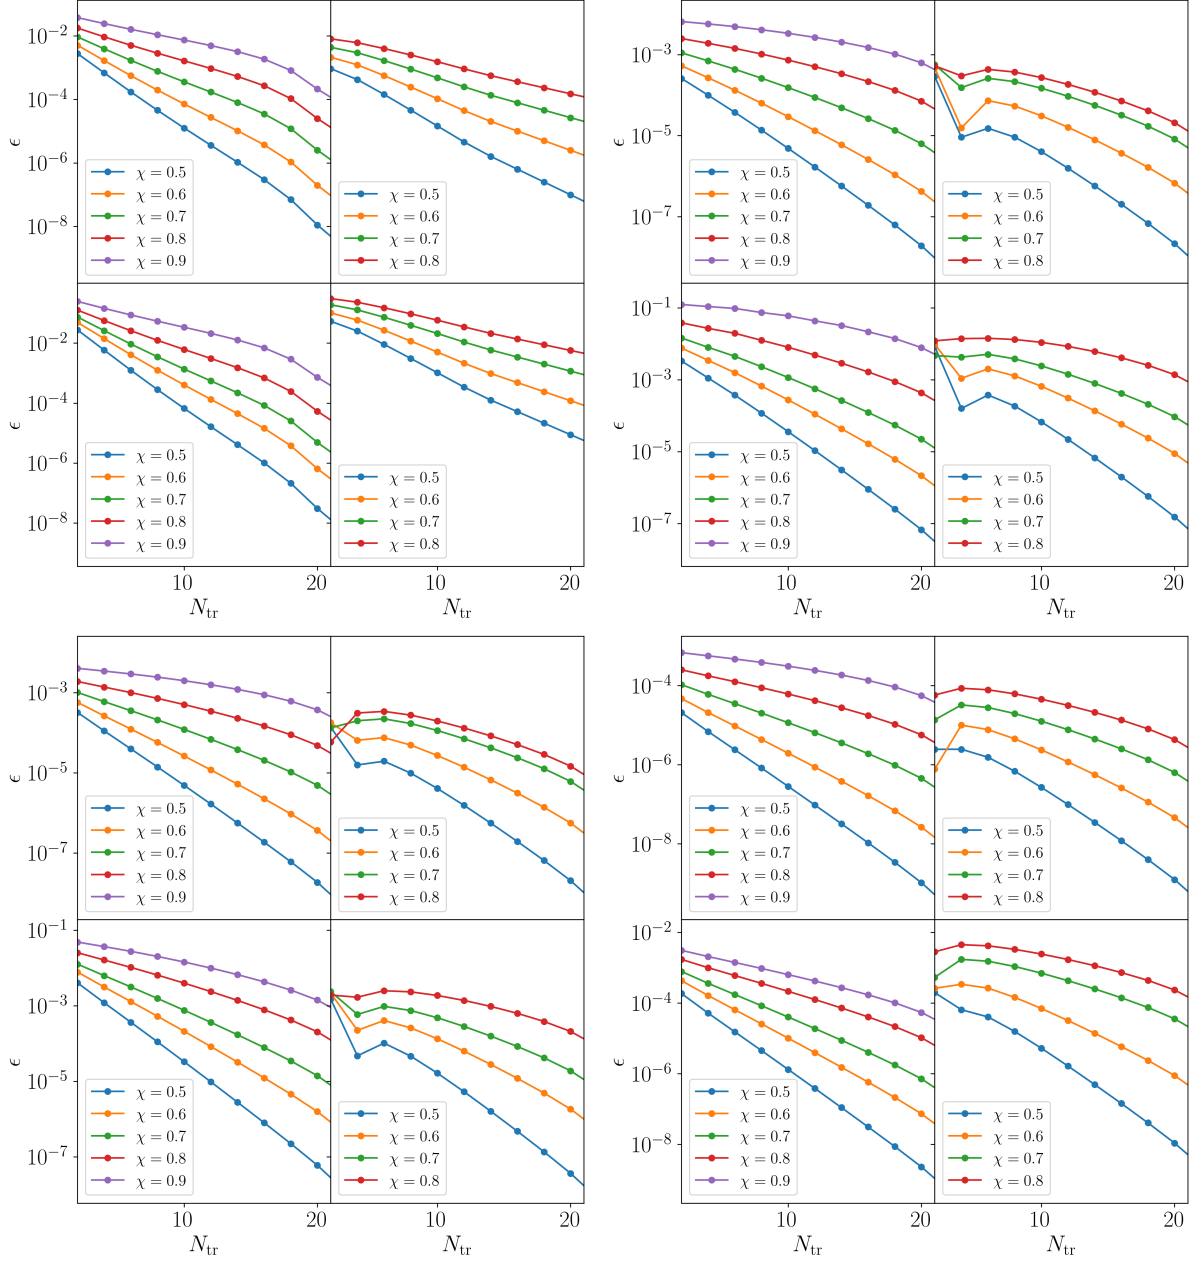 10⁻²
10⁻⁴
10⁻⁶
10⁻⁸
ϵ
χ = 0.5
χ = 0.6
χ = 0.7
χ = 0.8
χ = 0.9
χ = 0.5
χ = 0.6
χ = 0.7
χ = 0.8
10⁻²
10⁻⁴
10⁻⁶
10⁻⁸
ϵ
χ = 0.5
χ = 0.6
χ = 0.7
χ = 0.8
χ = 0.9
χ = 0.5
χ = 0.6
χ = 0.7
χ = 0.8
10 20 10 20
N_tr N_tr
10⁻³
10⁻⁵
10⁻⁷
ϵ
χ = 0.5
χ = 0.6
χ = 0.7
χ = 0.8
χ = 0.9
χ = 0.5
χ = 0.6
χ = 0.7
χ = 0.8
10⁻¹
10⁻³
10⁻⁵
10⁻⁷
ϵ
χ = 0.5
χ = 0.6
χ = 0.7
χ = 0.8
χ = 0.9
χ = 0.5
χ = 0.6
χ = 0.7
χ = 0.8
10 20 10 20
N_tr N_tr
10⁻³
10⁻⁵
10⁻⁷
ϵ
χ = 0.5
χ = 0.6
χ = 0.7
χ = 0.8
χ = 0.9
χ = 0.5
χ = 0.6
χ = 0.7
χ = 0.8
10⁻¹
10⁻³
10⁻⁵
10⁻⁷
ϵ
χ = 0.5
χ = 0.6
χ = 0.7
χ = 0.8
χ = 0.9
χ = 0.5
χ = 0.6
χ = 0.7
χ = 0.8
10 20 10 20
N_tr N_tr
10⁻⁴
10⁻⁶
10⁻⁸
ϵ
χ = 0.5
χ = 0.6
χ = 0.7
χ = 0.8
χ = 0.9
χ = 0.5
χ = 0.6
χ = 0.7
χ = 0.8
10⁻²
10⁻⁴
10⁻⁶
10⁻⁸
ϵ
χ = 0.5
χ = 0.6
χ = 0.7
χ = 0.8
χ = 0.9
χ = 0.5
χ = 0.6
χ = 0.7
χ = 0.8
10 20 10 20
N_tr N_tr